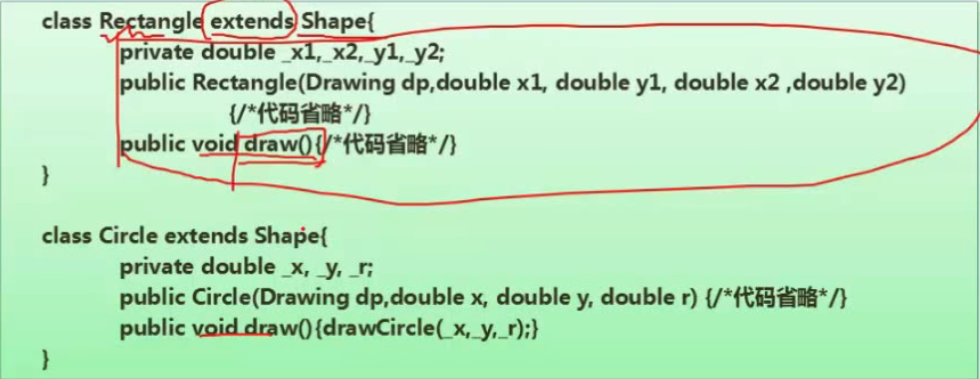 class Rectangle extends Shape{
private double _x1,_x2,_y1,_y2;
public Rectangle(Drawing dp,double x1, double y1, double x2 ,double y2)
{/*代码省略*/}
public void draw(){/*代码省略*/}
}
class Circle extends Shape{
private double _x, _y, _r;
public Circle(Drawing dp,double x, double y, double r) {/*代码省略*/}
public void draw(){drawCircle(_x,_y,_r);}
}